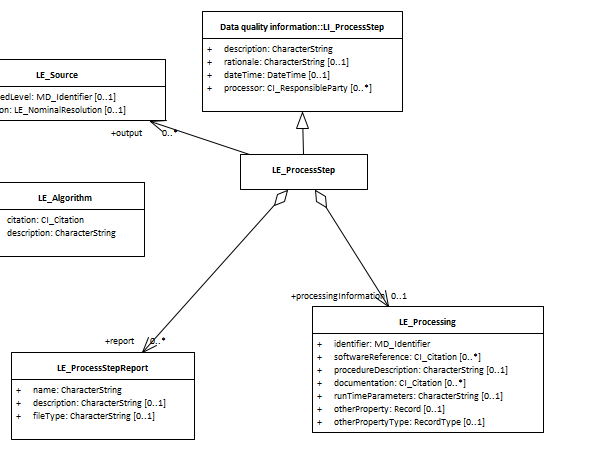 Data quality information::LI_ProcessStep
+ description: CharacterString
+ rationale: CharacterString [0..1]
+ dateTime: DateTime [0..1]
+ processor: CI_ResponsibleParty [0..*]
LE_Source
edLevel: MD_Identifier [0..1]
on: LE_NominalResolution [0..1]
+output 0..*
LE_ProcessStep
LE_Algorithm
citation: CI_Citation
description: CharacterString
+processingInformation 0..1
LE_Processing
+ identifier: MD_Identifier
+ softwareReference: CI_Citation [0..*]
+ procedureDescription: CharacterString [0..1]
+ documentation: CI_Citation [0..*]
+ runTimeParameters: CharacterString [0..1]
+ otherProperty: Record [0..1]
+ otherPropertyType: RecordType [0..1]
+report 0..*
LE_ProcessStepReport
+ name: CharacterString
+ description: CharacterString [0..1]
+ fileType: CharacterString [0..1]